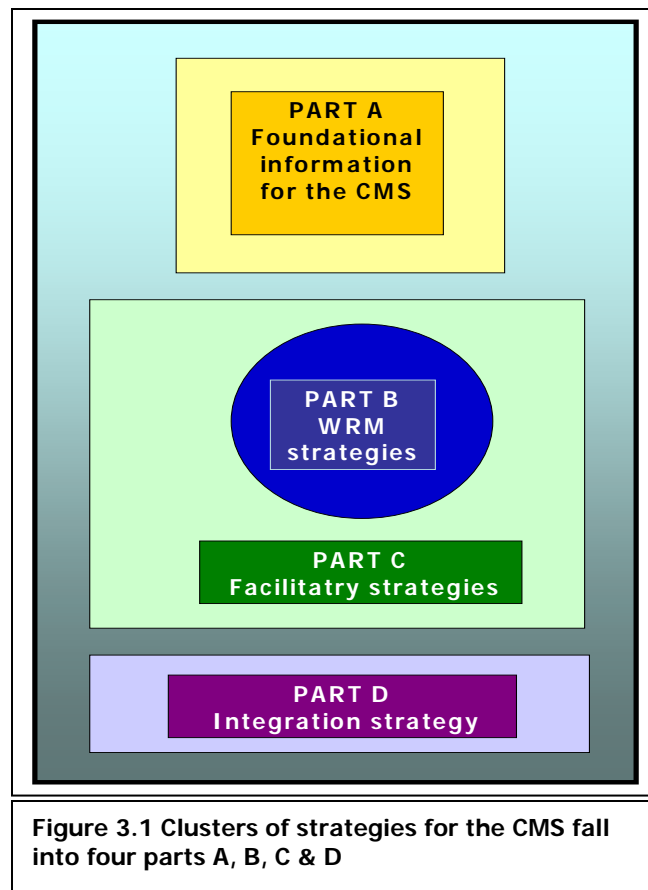 PART A
Foundational
information
for the CMS
PART B
WRM
strategies
PART C
Facilitatry strategies
PART D
Integration strategy
Figure 3.1 Clusters of strategies for the CMS fall
into four parts A, B, C & D